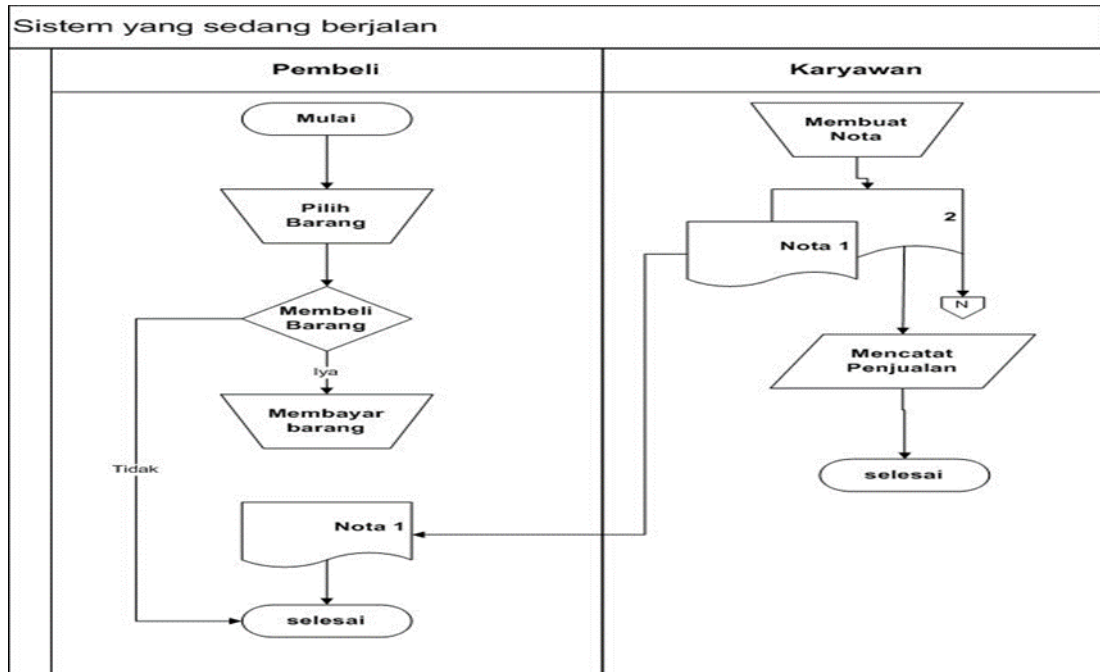 Sistem yang sedang berjalan
Pembeli
Karyawan
Mulai
Pilih
Barang
Membeli
Barang
Iya
Membayar
barang
Tidak
Nota 1
selesai
Membuat
Nota
2
Nota 1
N
Mencatat
Penjualan
selesai